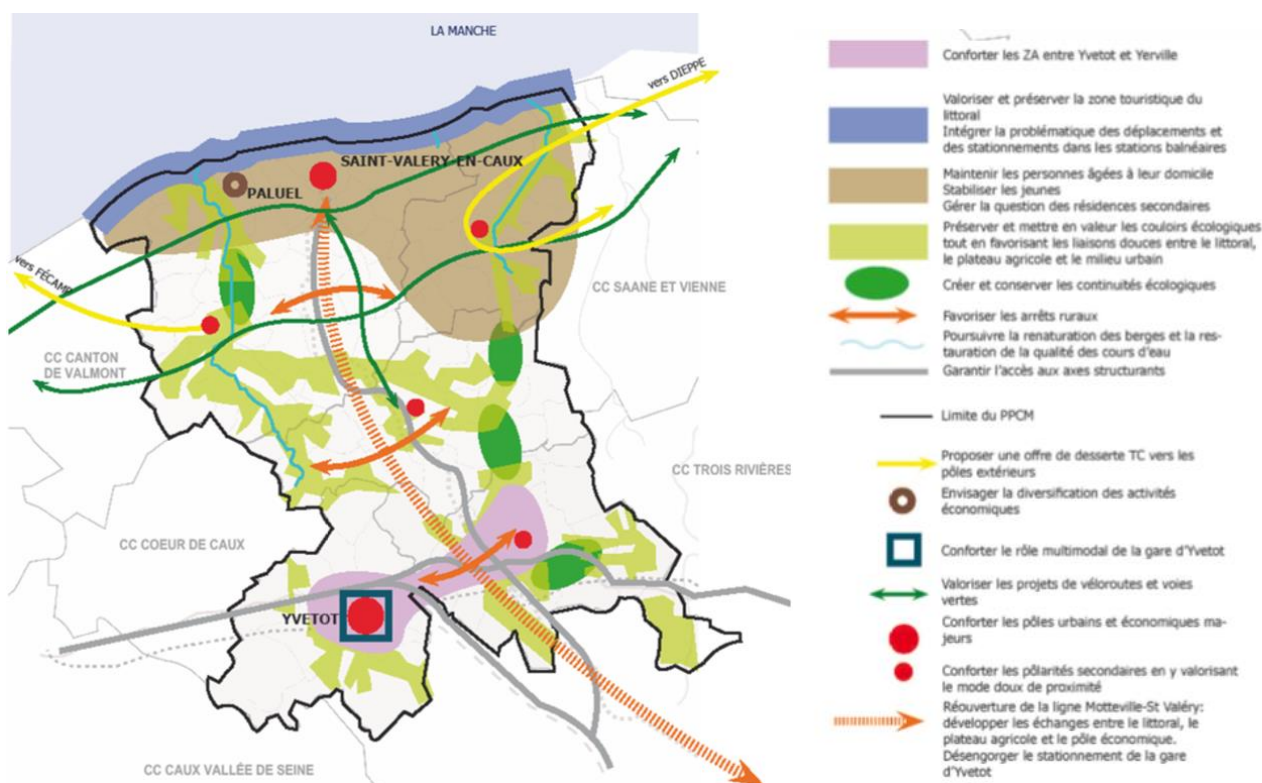 LA MANCHE
vers DIEPPE
SAINT-VALERY-EN-CAUX
PALUEL
vers FÉCAMP
CC SAANE ET VIENNE
CC CANTON
DE VALMONT
CC TROIS RIVIÈRES
CC COEUR DE CAUX
YVETOT
CC CAUX VALLÉE DE SEINE
Conforter les ZA entre Yvetot et Yerville
Valoriser et préserver la zone touristique du
littoral
Intégrer la problématique des déplacements et
des stationnements dans les stations balnéaires
Maintenir les personnes âgées à leur domicile
Stabiliser les jeunes
Gérer la question des résidences secondaires
Préserver et mettre en valeur les couloirs écologiques
tout en favorisant les liaisons douces entre le littoral,
le plateau agricole et le milieu urbain
Créer et conserver les continuités écologiques
Favoriser les arrêts ruraux
Poursuivre la renaturation des berges et la res-
tauration de la qualité des cours d'eau
Garantir l'accès aux axes structurants
Limite du PPCM
Proposer une offre de desserte TC vers les
pôles extérieurs
Envisager la diversification des activités
économiques
Conforter le rôle multimodal de la gare d'Yvetot
Valoriser les projets de véloroutes et voies
vertes
Conforter les pôles urbains et économiques ma-
jeurs
Conforter les pôlarités secondaires en y valorisant
le mode doux de proximité
Réouverture de la ligne Motteville-St Valéry:
développer les échanges entre le littoral, le
plateau agricole et le pôle économique.
Désengorger le stationnement de la gare
d'Yvetot